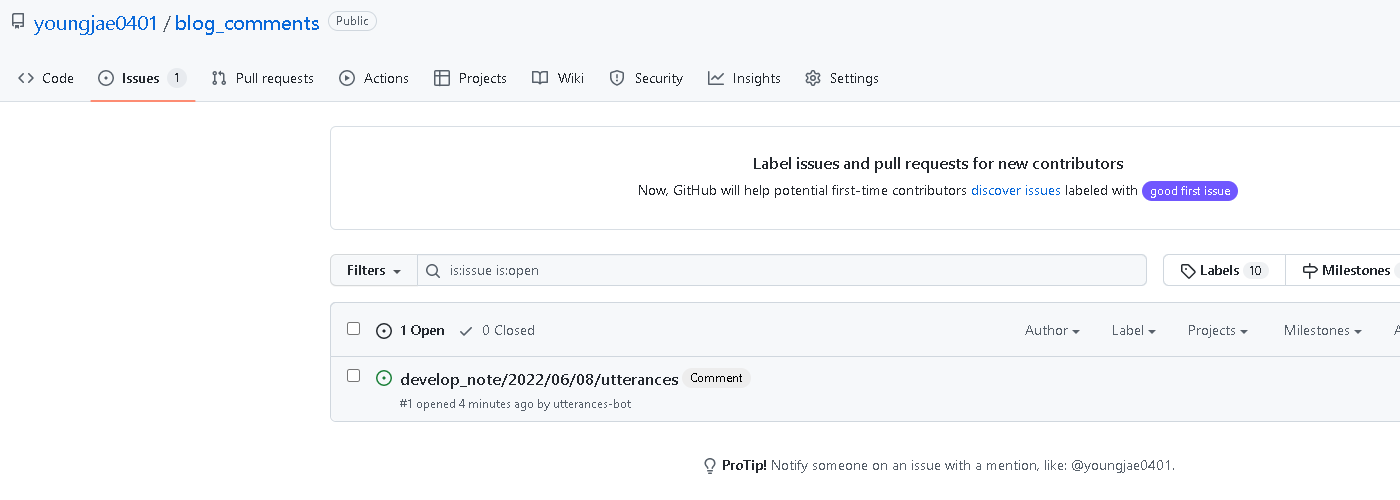 youngjae0401 / blog_comments Public
Code Issues 1 Pull requests Actions Projects Wiki Security Insights Settings
Label issues and pull requests for new contributors
Now, GitHub will help potential first-time contributors discover issues labeled with good first issue
Filters is:issue is:open Labels 10 Milestones
1 Open 0 Closed Author Label Projects Milestones
develop_note/2022/06/08/utterances Comment
#1 opened 4 minutes ago by utterances-bot
ProTip! Notify someone on an issue with a mention, like: @youngjae0401.